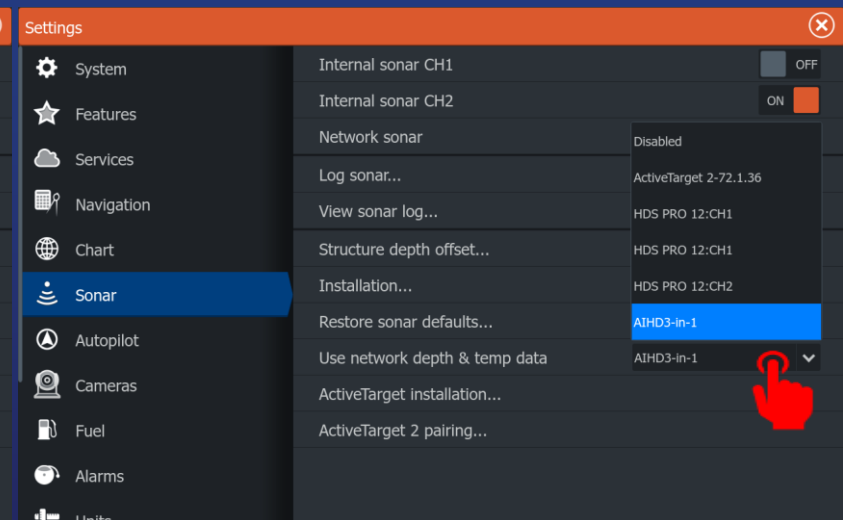 Settings
System
Features
Services
Navigation
Chart
Sonar
Autopilot
Cameras
Fuel
Alarms
Units
Internal sonar CH1
OFF
Internal sonar CH2
ON
Network sonar
Log sonar...
View sonar log...
Structure depth offset...
Installation...
Restore sonar defaults...
Use network depth & temp data
AIHD3-in-1
ActiveTarget installation...
ActiveTarget 2 pairing...
Disabled
ActiveTarget 2-72.1.36
HDS PRO 12:CH1
HDS PRO 12:CH1
HDS PRO 12:CH2
AIHD3-in-1